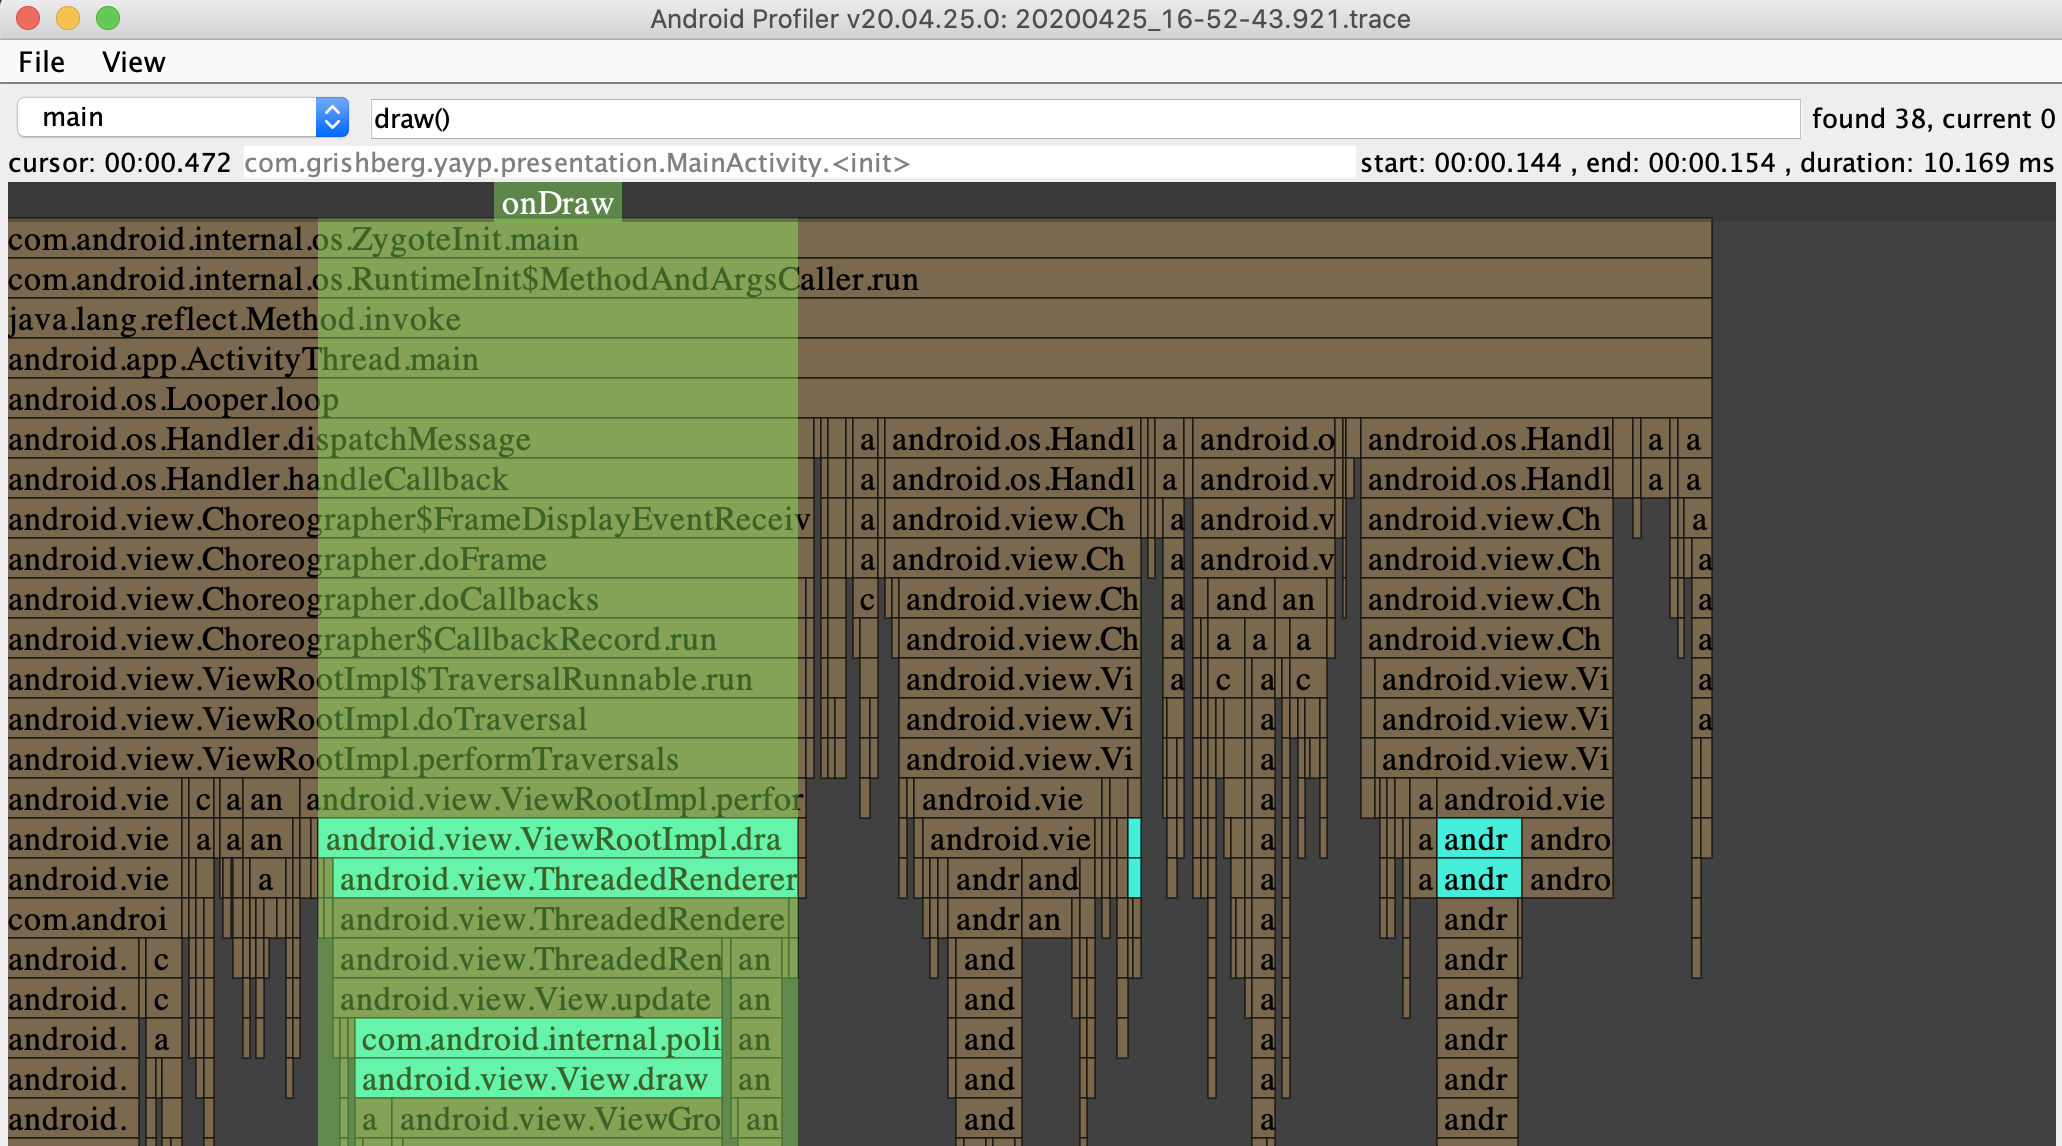 Android Profiler v20.04.25.0: 20200425_16-52-43.921.trace
File View
main draw() found 38, current 0
cursor: 00:00.472 com.grishberg.yayp.presentation.MainActivity.<init> start: 00:00.144 , end: 00:00.154 , duration: 10.169 ms
onDraw
com.android.internal.os.ZygoteInit.main
com.android.internal.os.RuntimeInit$MethodAndArgsCaller.run
java.lang.reflect.Method.invoke
android.app.ActivityThread.main
android.os.Looper.loop
android.os.Handler.dispatchMessage a android.os.Handl a android.o android.os.Handl a a
android.os.Handler.handleCallback a android.os.Handl a android.v android.os.Handl a a
android.view.Choreographer$FrameDisplayEventReceiv a android.view.Ch a android.v android.view.Ch a
android.view.Choreographer.doFrame a android.view.Ch a android.v android.view.Ch a
android.view.Choreographer.doCallbacks c android.view.Ch a and an android.view.Ch a
android.view.Choreographer$CallbackRecord.run android.view.Ch a a a a android.view.Ch a
android.view.ViewRootImpl$TraversalRunnable.run android.view.Vi a c a c android.view.Vi a
android.view.ViewRootImpl.doTraversal android.view.Vi a android.view.Vi a
android.view.ViewRootImpl.performTraversals android.view.Vi a android.view.Vi
android.vie c a an android.view.ViewRootImpl.perfor android.vie a a android.vie
android.vie a a an android.view.ViewRootImpl.dra android.vie a a andr andro
android.vie a android.view.ThreadedRenderer andr and a a andr andro
com.androi android.view.ThreadedRendere andr an a andr
android. c android.view.ThreadedRen an and a andr
android. c android.view.View.update an and a andr
android. a com.android.internal.poli an and a andr
android. android.view.View.draw an and a andr
android. a android.view.ViewGro an and a andr